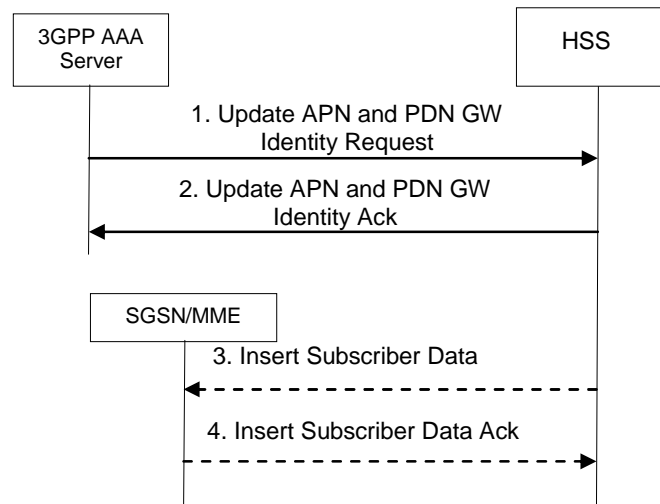 3GPP AAA
Server
HSS
1. Update APN and PDN GW
Identity Request
2. Update APN and PDN GW
Identity Ack
SGSN/MME
3. Insert Subscriber Data
4. Insert Subscriber Data Ack